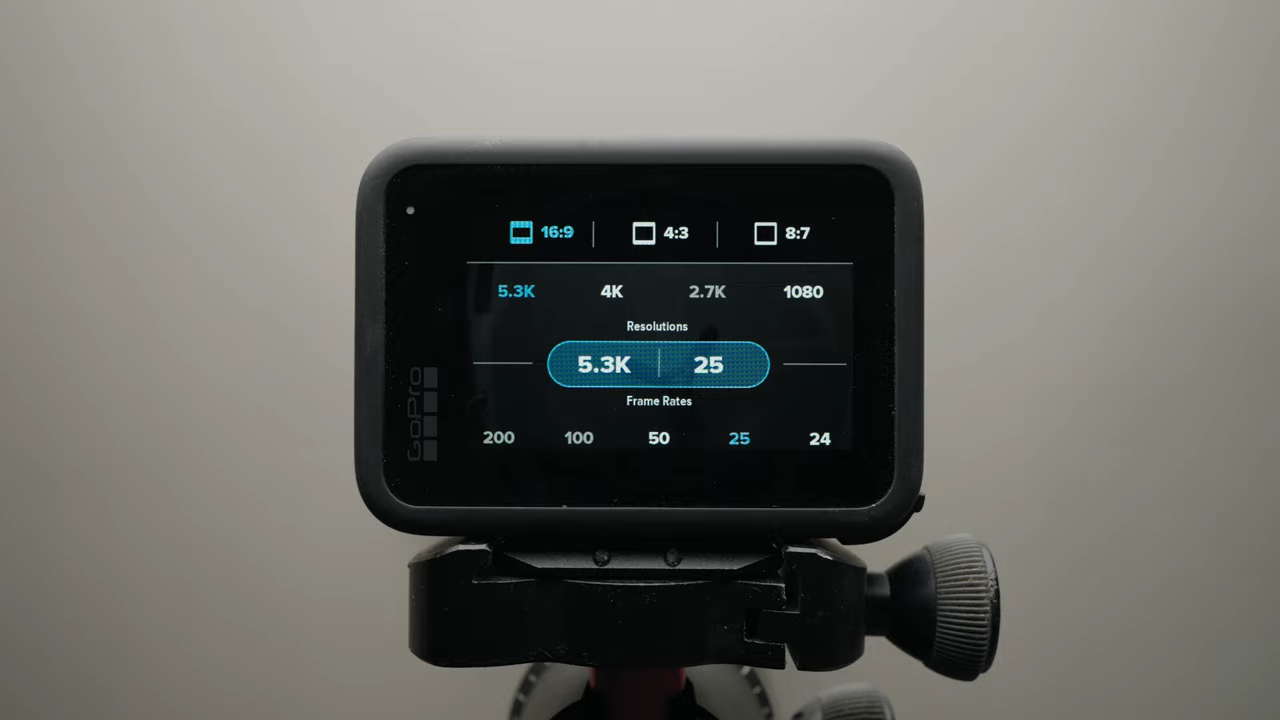 16:9 4:3 8:7
5.3K 4K 2.7K 1080
Resolutions
5.3K 25
Frame Rates
200 100 50 25 24
GoPro